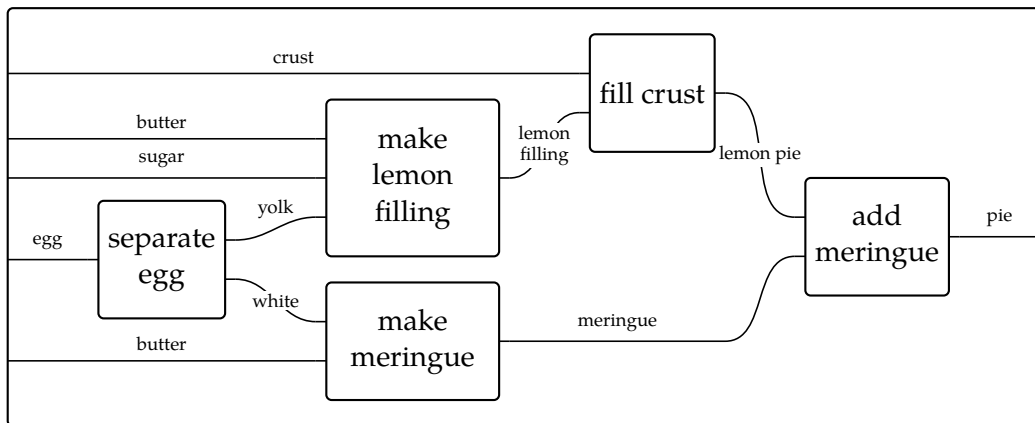 crust
fill crust
butter
make
lemon
filling
lemon
filling
lemon pie
sugar
yolk
egg
separate
egg
add
meringue
pie
white
make
meringue
meringue
butter